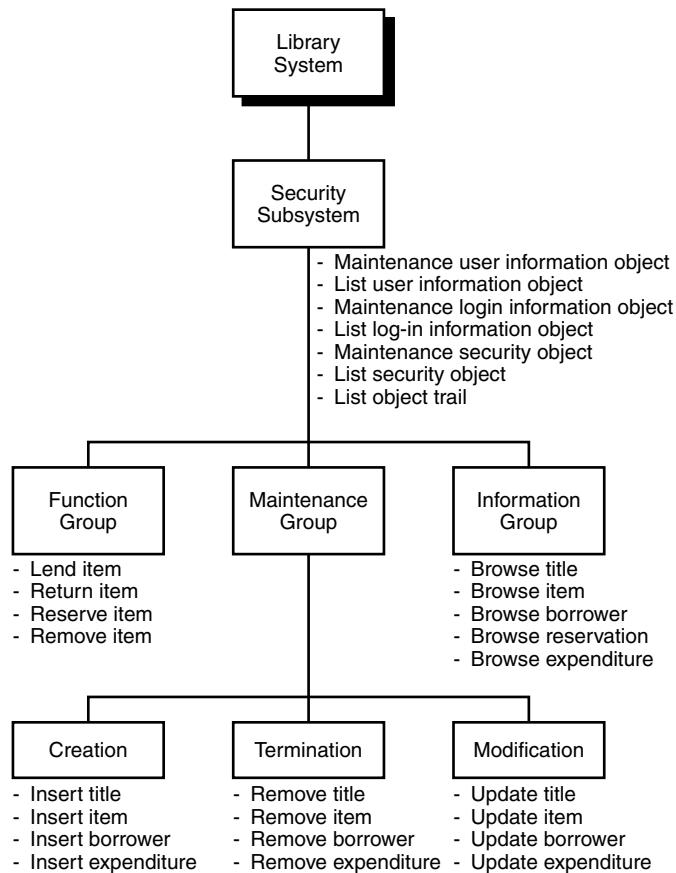 Library
System
Security
Subsystem
- Maintenance user information object
- List user information object
- Maintenance login information object
- List log-in information object
- Maintenance security object
- List security object
- List object trail
Function
Group
- Lend item
- Return item
- Reserve item
- Remove item
Maintenance
Group
Information
Group
- Browse title
- Browse item
- Browse borrower
- Browse reservation
- Browse expenditure
Creation
- Insert title
- Insert item
- Insert borrower
- Insert expenditure
Termination
- Remove title
- Remove item
- Remove borrower
- Remove expenditure
Modification
- Update title
- Update item
- Update borrower
- Update expenditure